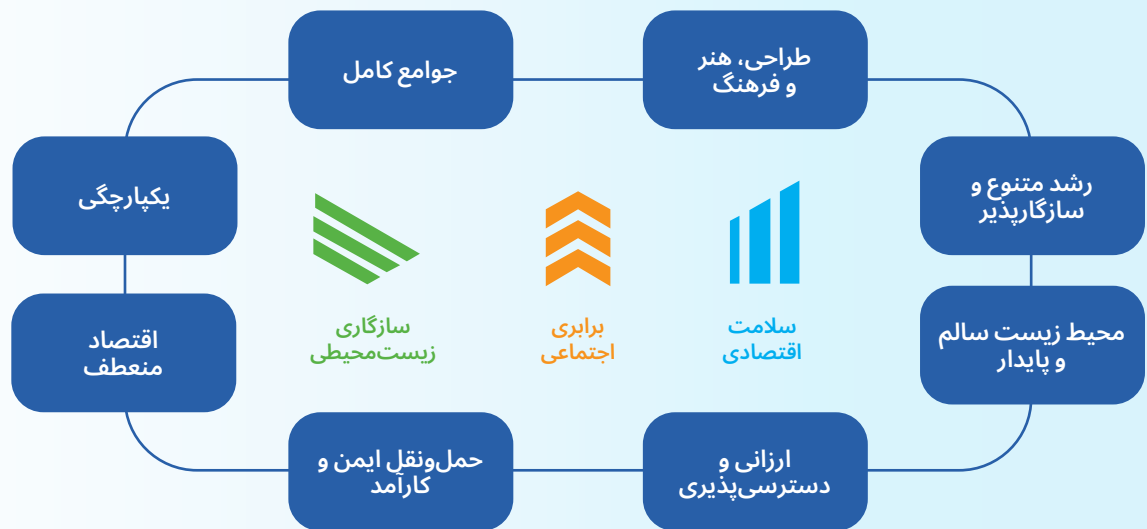 طراحی، هنر
و فرهنگ
جوامع کامل
رشد متنوع و
سازگارپذیر
یکپارچگی
سلامت
اقتصادی
برابری
اجتماعی
سازگاری
زیست‌محیطی
محیط زیست سالم
و پایدار
اقتصاد
منعطف
ارزانی و
دسترسی‌پذیری
حمل‌ونقل ایمن و
کارآمد